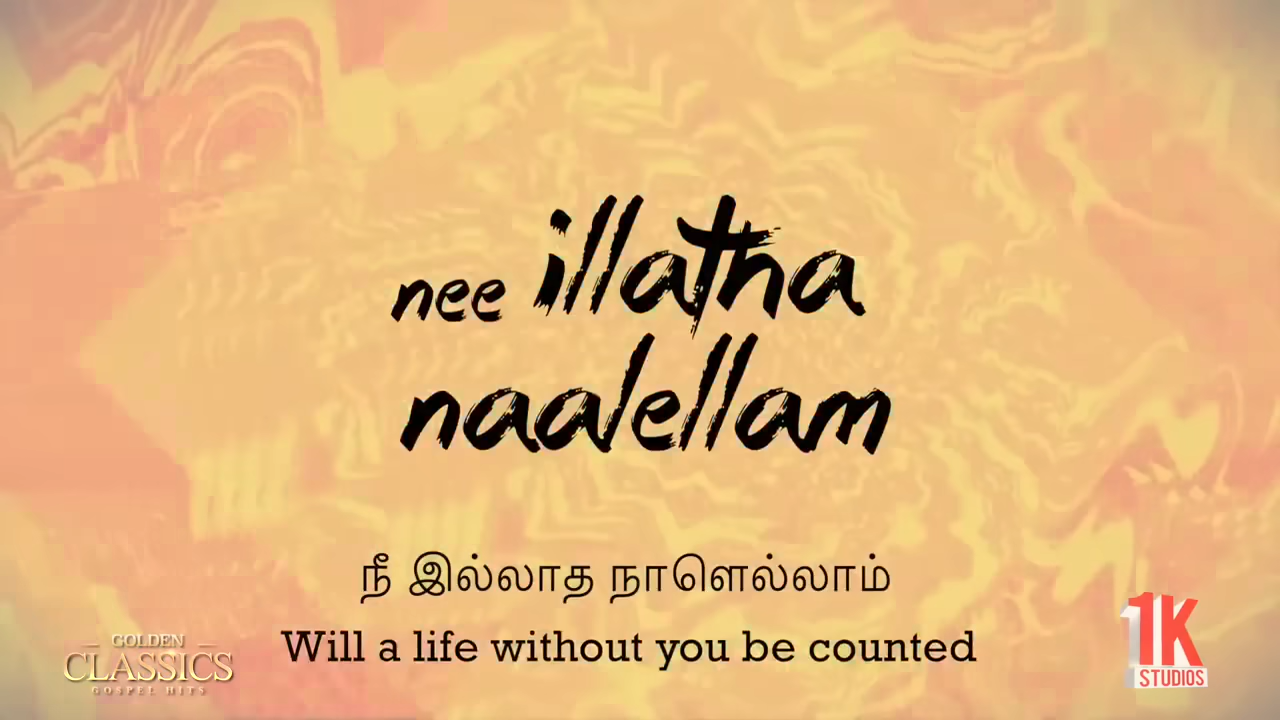 nee illatha
naalellam
நீ இல்லாத நாளெல்லாம்
Will a life without you be counted
GOLDEN
CLASSICS
GOSPEL HITS
1K
STUDIOS